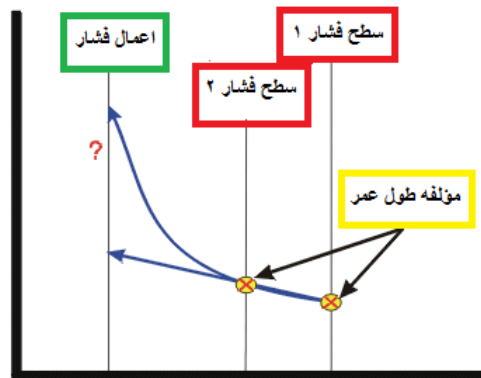 سطح فشار ۱
اعمال فشار
سطح فشار ۲
?
مؤلفه طول عمر